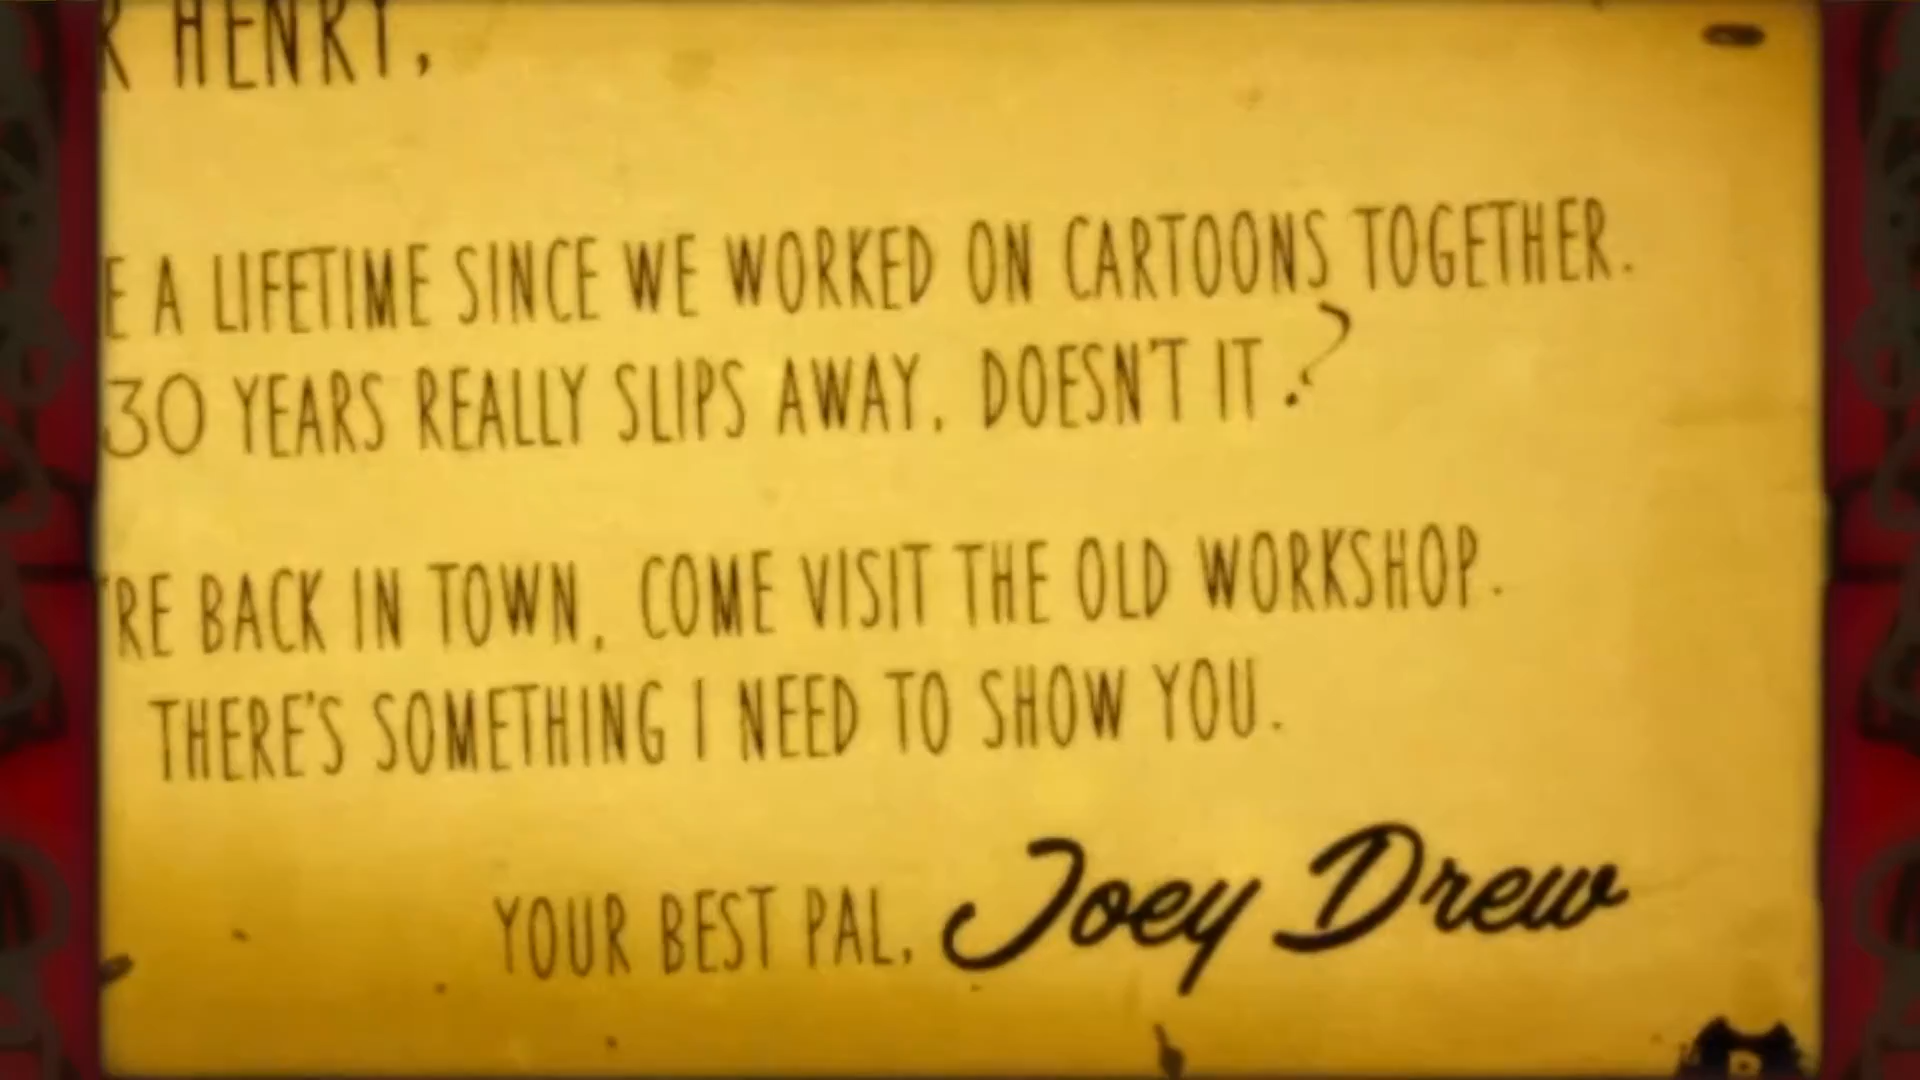 R HENRY,
E A LIFETIME SINCE WE WORKED ON CARTOONS TOGETHER.
30 YEARS REALLY SLIPS AWAY, DOESN'T IT?
'RE BACK IN TOWN, COME VISIT THE OLD WORKSHOP.
THERE'S SOMETHING I NEED TO SHOW YOU.
YOUR BEST PAL, Joey Drew